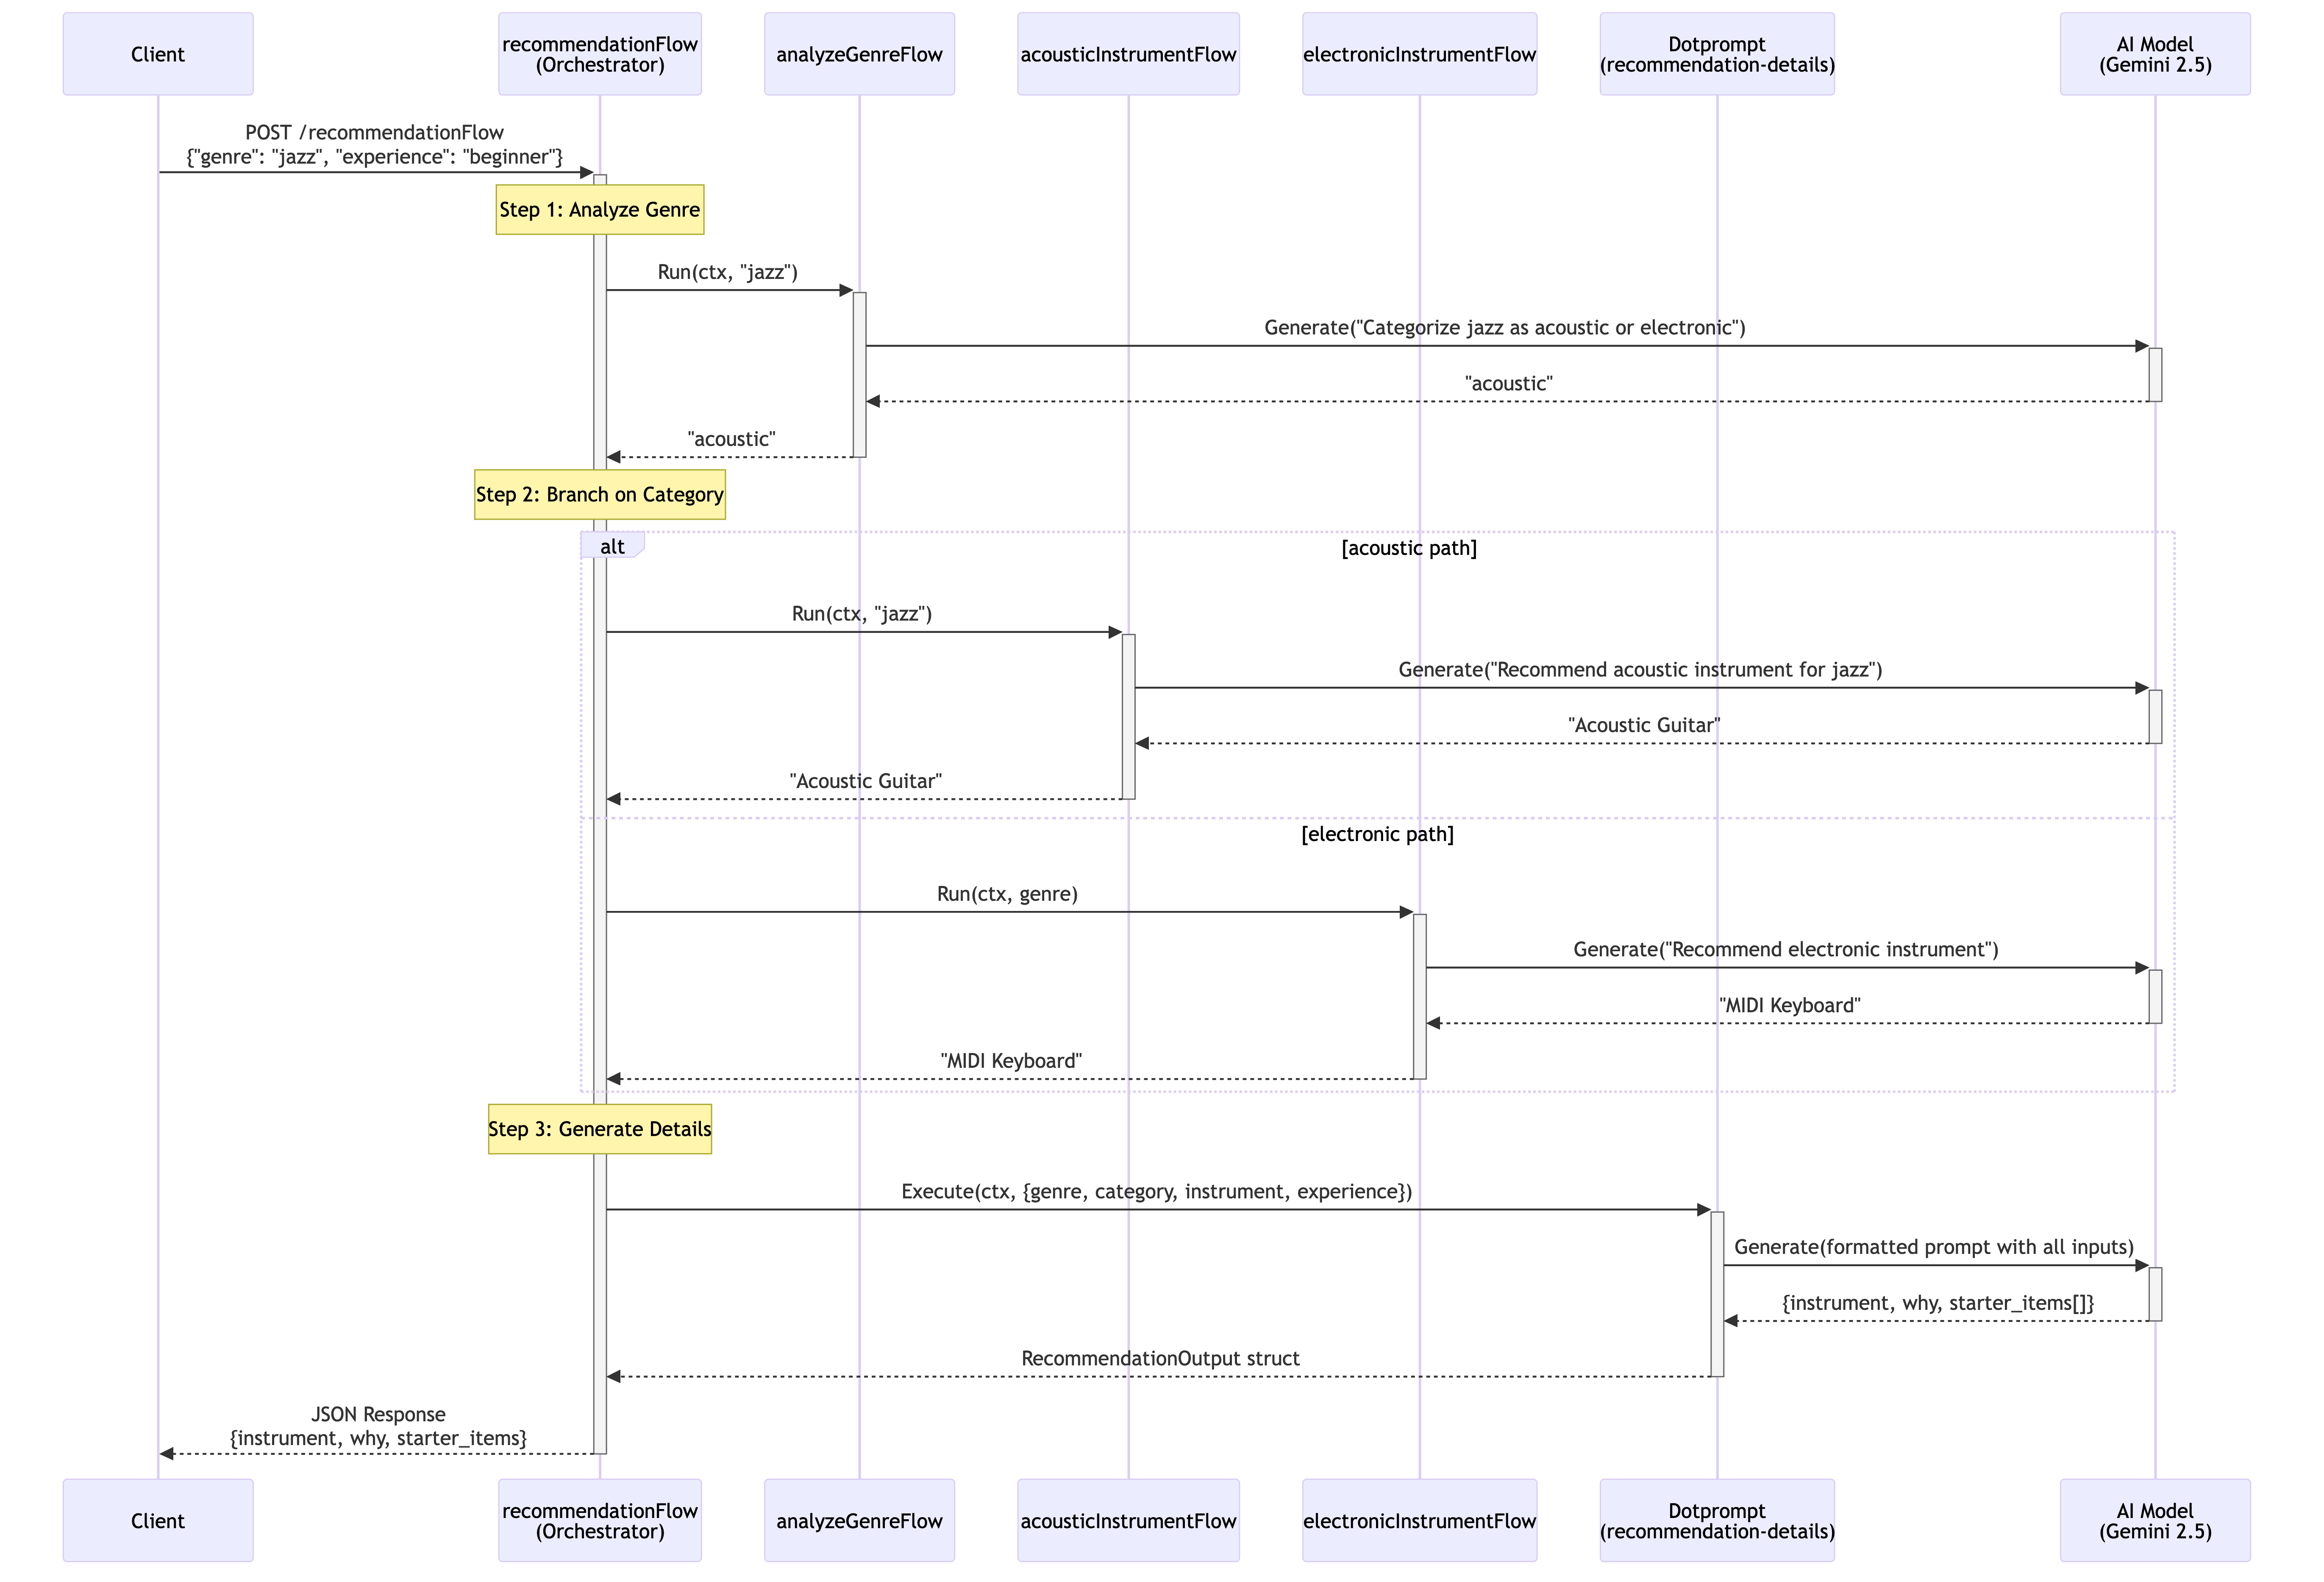 Client
recommendationFlow
(Orchestrator)
analyzeGenreFlow
acousticInstrumentFlow
electronicInstrumentFlow
Dotprompt
(recommendation-details)
AI Model
(Gemini 2.5)
POST /recommendationFlow
{"genre": "jazz", "experience": "beginner"}
Step 1: Analyze Genre
Run(ctx, "jazz")
Generate("Categorize jazz as acoustic or electronic")
"acoustic"
"acoustic"
Step 2: Branch on Category
alt
[acoustic path]
Run(ctx, "jazz")
Generate("Recommend acoustic instrument for jazz")
"Acoustic Guitar"
"Acoustic Guitar"
[electronic path]
Run(ctx, genre)
Generate("Recommend electronic instrument")
"MIDI Keyboard"
"MIDI Keyboard"
Step 3: Generate Details
Execute(ctx, {genre, category, instrument, experience})
Generate(formatted prompt with all inputs)
{instrument, why, starter_items[]}
RecommendationOutput struct
JSON Response
{instrument, why, starter_items}
Client
recommendationFlow
(Orchestrator)
analyzeGenreFlow
acousticInstrumentFlow
electronicInstrumentFlow
Dotprompt
(recommendation-details)
AI Model
(Gemini 2.5)